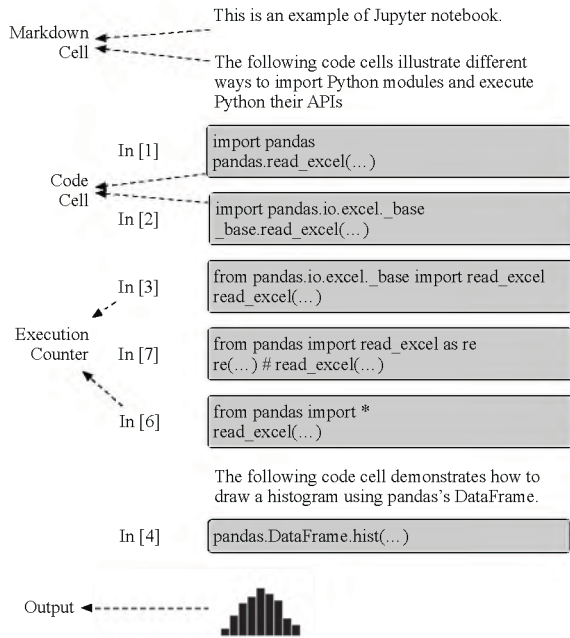 This is an example of Jupyter notebook.
Markdown
Cell
The following code cells illustrate different
ways to import Python modules and execute
Python their APIs
In [1]
import pandas
pandas.read_excel(…)
Code
Cell
In [2]
import pandas.io.excel._base
_base.read_excel(…)
In [3]
from pandas.io.excel._base import read_excel
read_excel(…)
Execution
Counter
In [7]
from pandas import read_excel as re
re(…) # read_excel(…)
In [6]
from pandas import *
read_excel(…)
The following code cell demonstrates how to
draw a histogram using pandas's DataFrame.
In [4]
pandas.DataFrame.hist(…)
Output